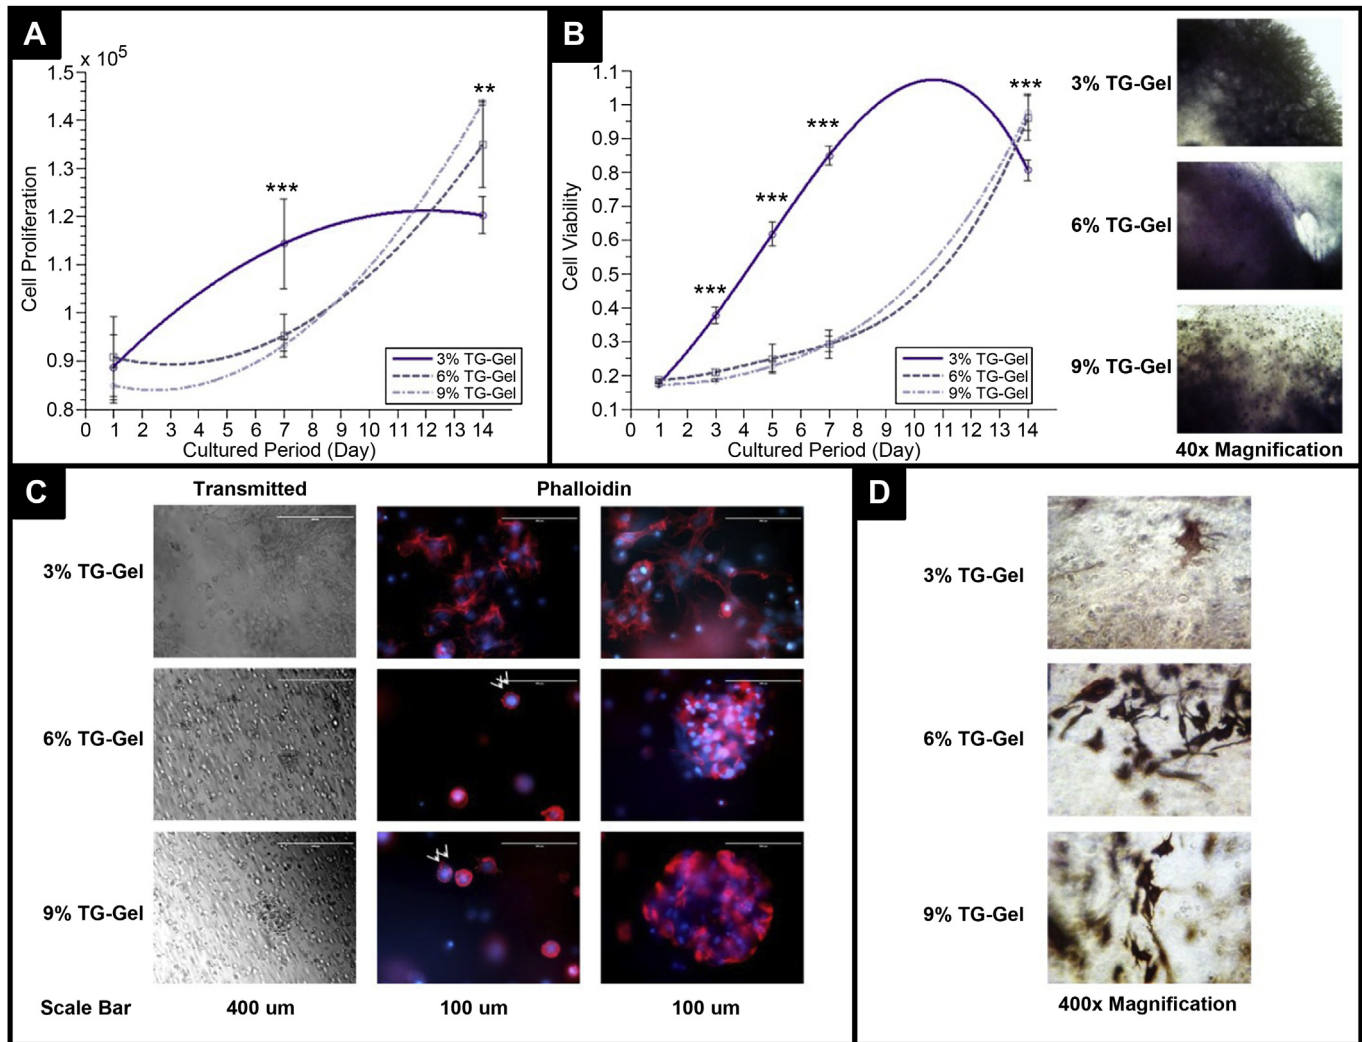 A
x 10⁵
1.5
1.4
1.3
1.2
1.1
1.0
0.9
0.8
Cell Proliferation
***
**
3% TG-Gel
6% TG-Gel
9% TG-Gel
0 1 2 3 4 5 6 7 8 9 10 11 12 13 14
Cultured Period (Day)
B
1.1
1
0.9
0.8
0.7
0.6
0.5
0.4
0.3
0.2
0.1
Cell Viability
***
***
***
***
3% TG-Gel
6% TG-Gel
9% TG-Gel
0 1 2 3 4 5 6 7 8 9 10 11 12 13 14
Cultured Period (Day)
3% TG-Gel
6% TG-Gel
9% TG-Gel
40x Magnification
C
Transmitted Phalloidin
3% TG-Gel
6% TG-Gel
9% TG-Gel
Scale Bar 400 um 100 um 100 um
D
3% TG-Gel
6% TG-Gel
9% TG-Gel
400x Magnification